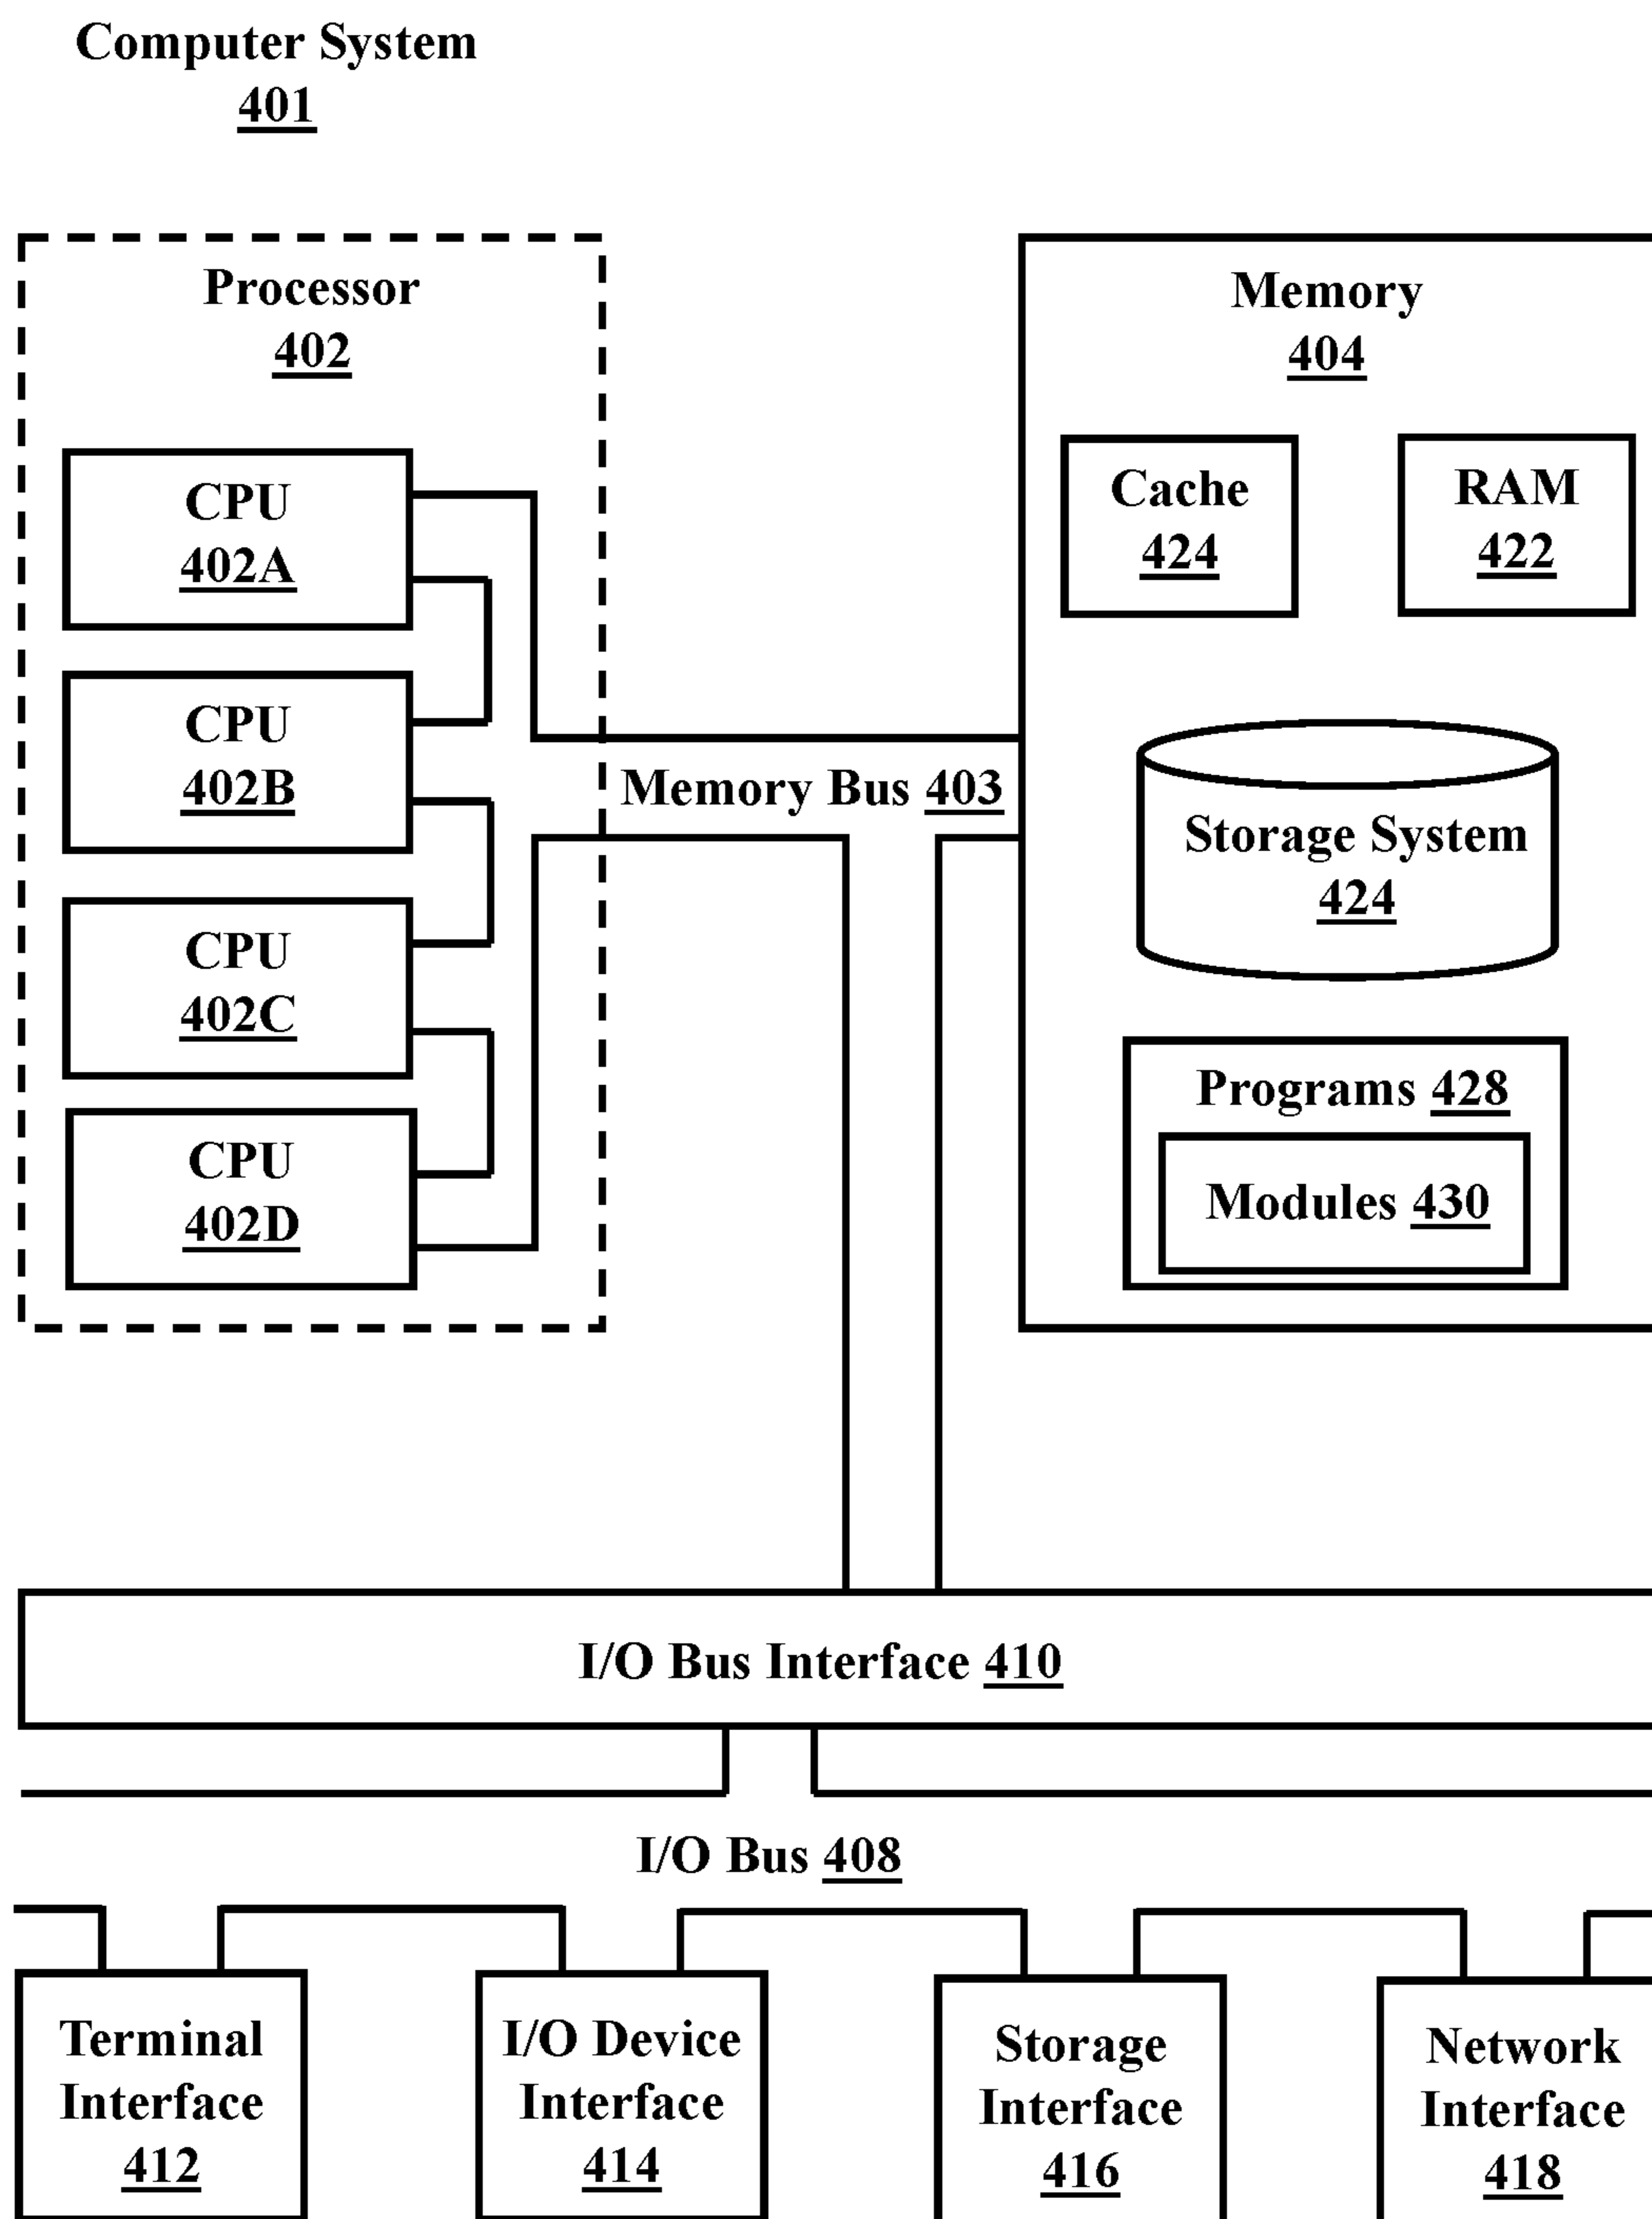 Computer System
401
Processor
402
CPU
402A
CPU
402B
CPU
402C
CPU
402D
Memory Bus 403
Memory
404
Cache
424
RAM
422
Storage System
424
Programs 428
Modules 430
I/O Bus Interface 410
I/O Bus 408
Terminal
Interface
412
I/O Device
Interface
414
Storage
Interface
416
Network
Interface
418